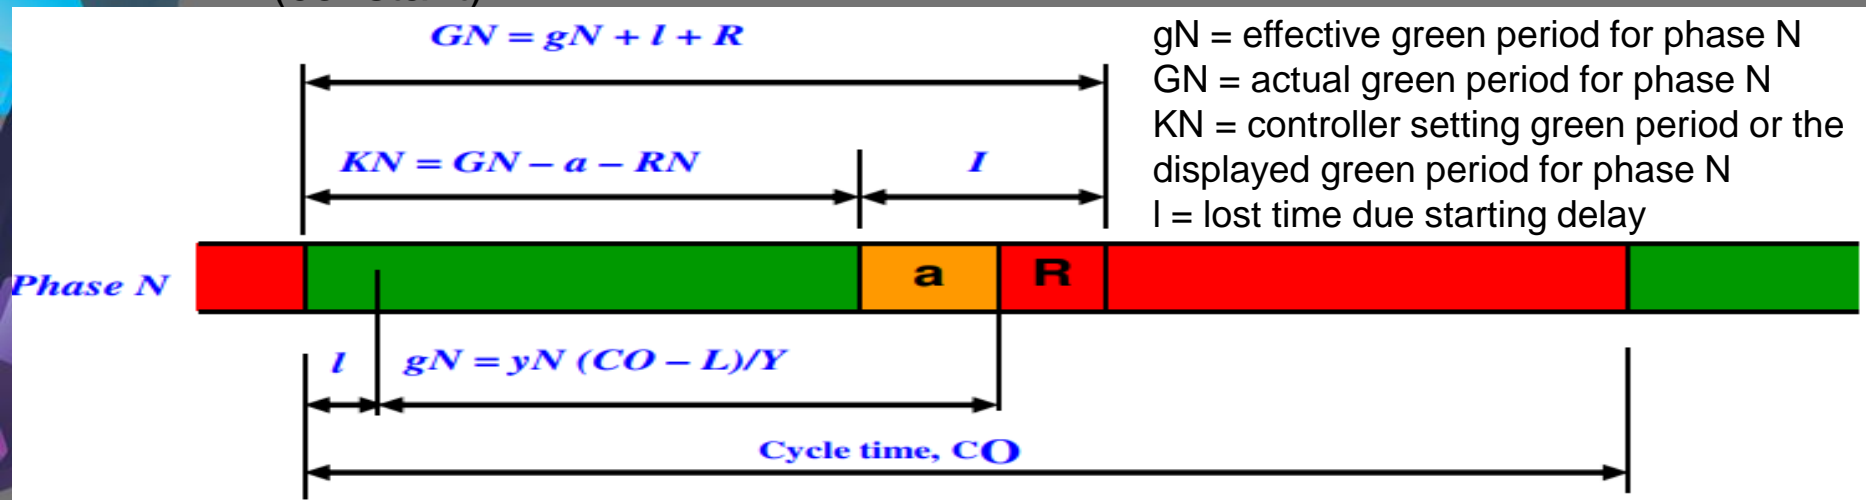 GN = gN + l + R
KN = GN – a – RN
I
gN = effective green period for phase N
GN = actual green period for phase N
KN = controller setting green period or the
displayed green period for phase N
l = lost time due starting delay
Phase N
a
R
l
gN = yN (CO – L)/Y
Cycle time, CO